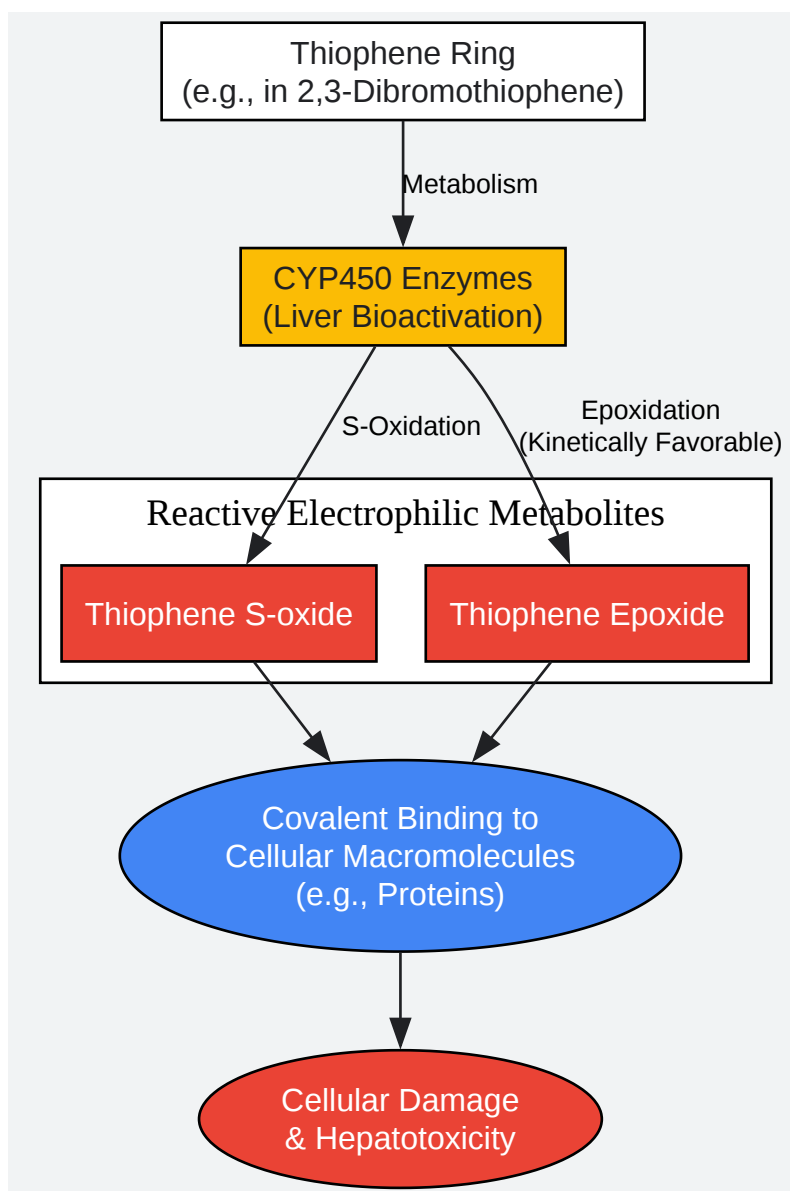 Thiophene Ring
(e.g., in 2,3-Dibromothiophene)
Metabolism
CYP450 Enzymes
(Liver Bioactivation)
S-Oxidation
Epoxidation
(Kinetically Favorable)
Reactive Electrophilic Metabolites
Thiophene S-oxide
Thiophene Epoxide
Covalent Binding to
Cellular Macromolecules
(e.g., Proteins)
Cellular Damage
& Hepatotoxicity